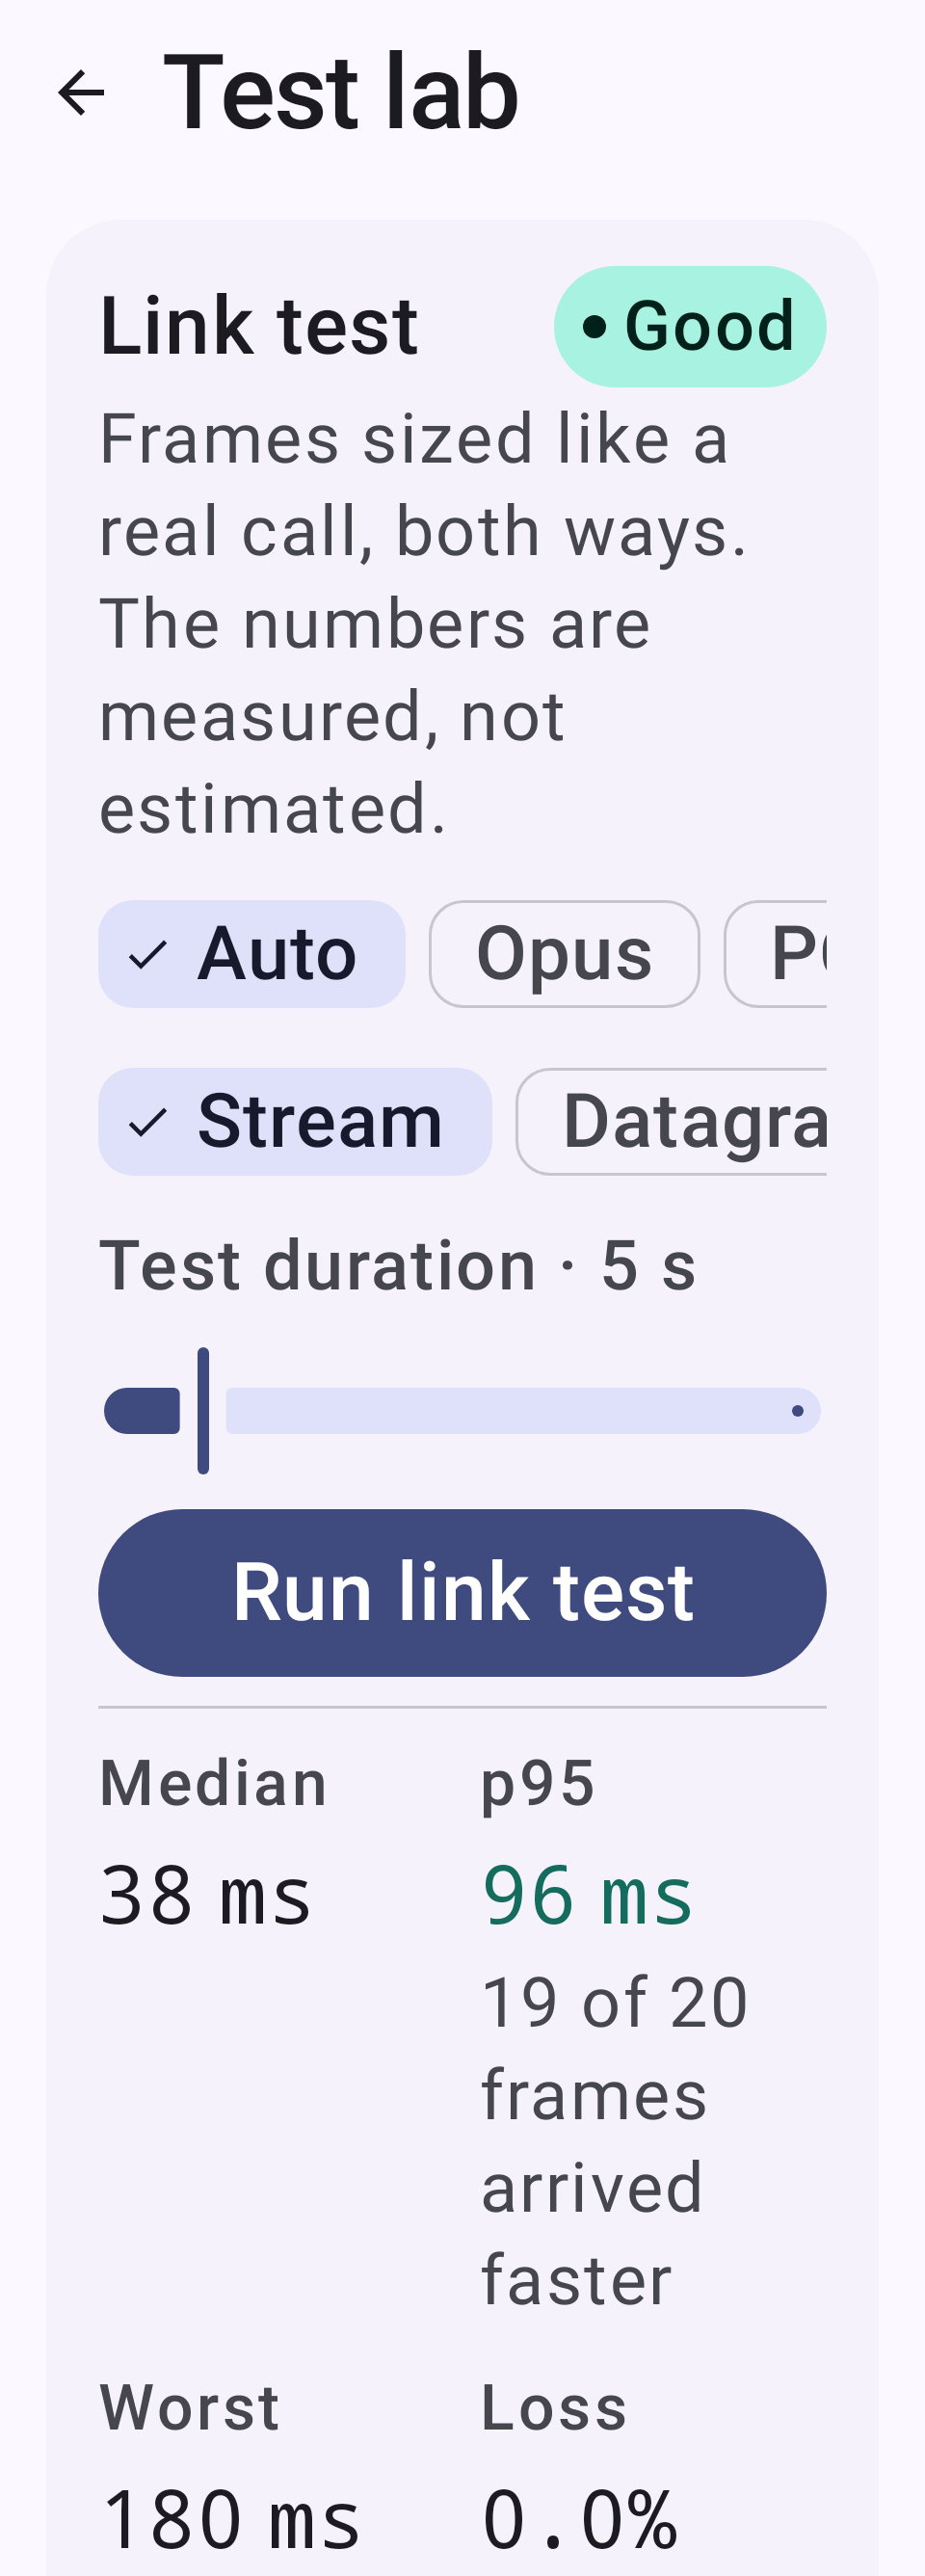 Test lab
Link test
Good
Frames sized like a
real call, both ways.
The numbers are
measured, not
estimated.
Auto
Opus
Stream
Test duration · 5 s
Run link test
Median
p95
38 ms
96 ms
19 of 20
frames
arrived
faster
Worst
Loss
180 ms
0.0%